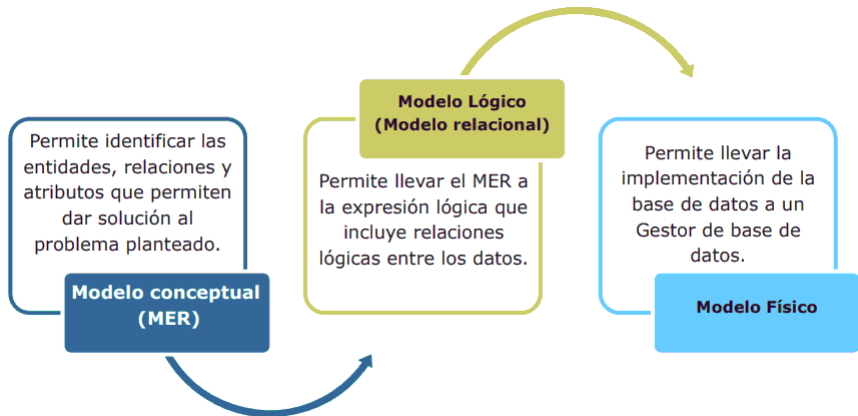 Permite identificar las
entidades, relaciones y
atributos que permiten
dar solución al
problema planteado.
Modelo conceptual
(MER)
Modelo Lógico
(Modelo relacional)
Permite llevar el MER a
la expresión lógica que
incluye relaciones
lógicas entre los datos.
Permite llevar la
implementación de la
base de datos a un
Gestor de base de
datos.
Modelo Físico